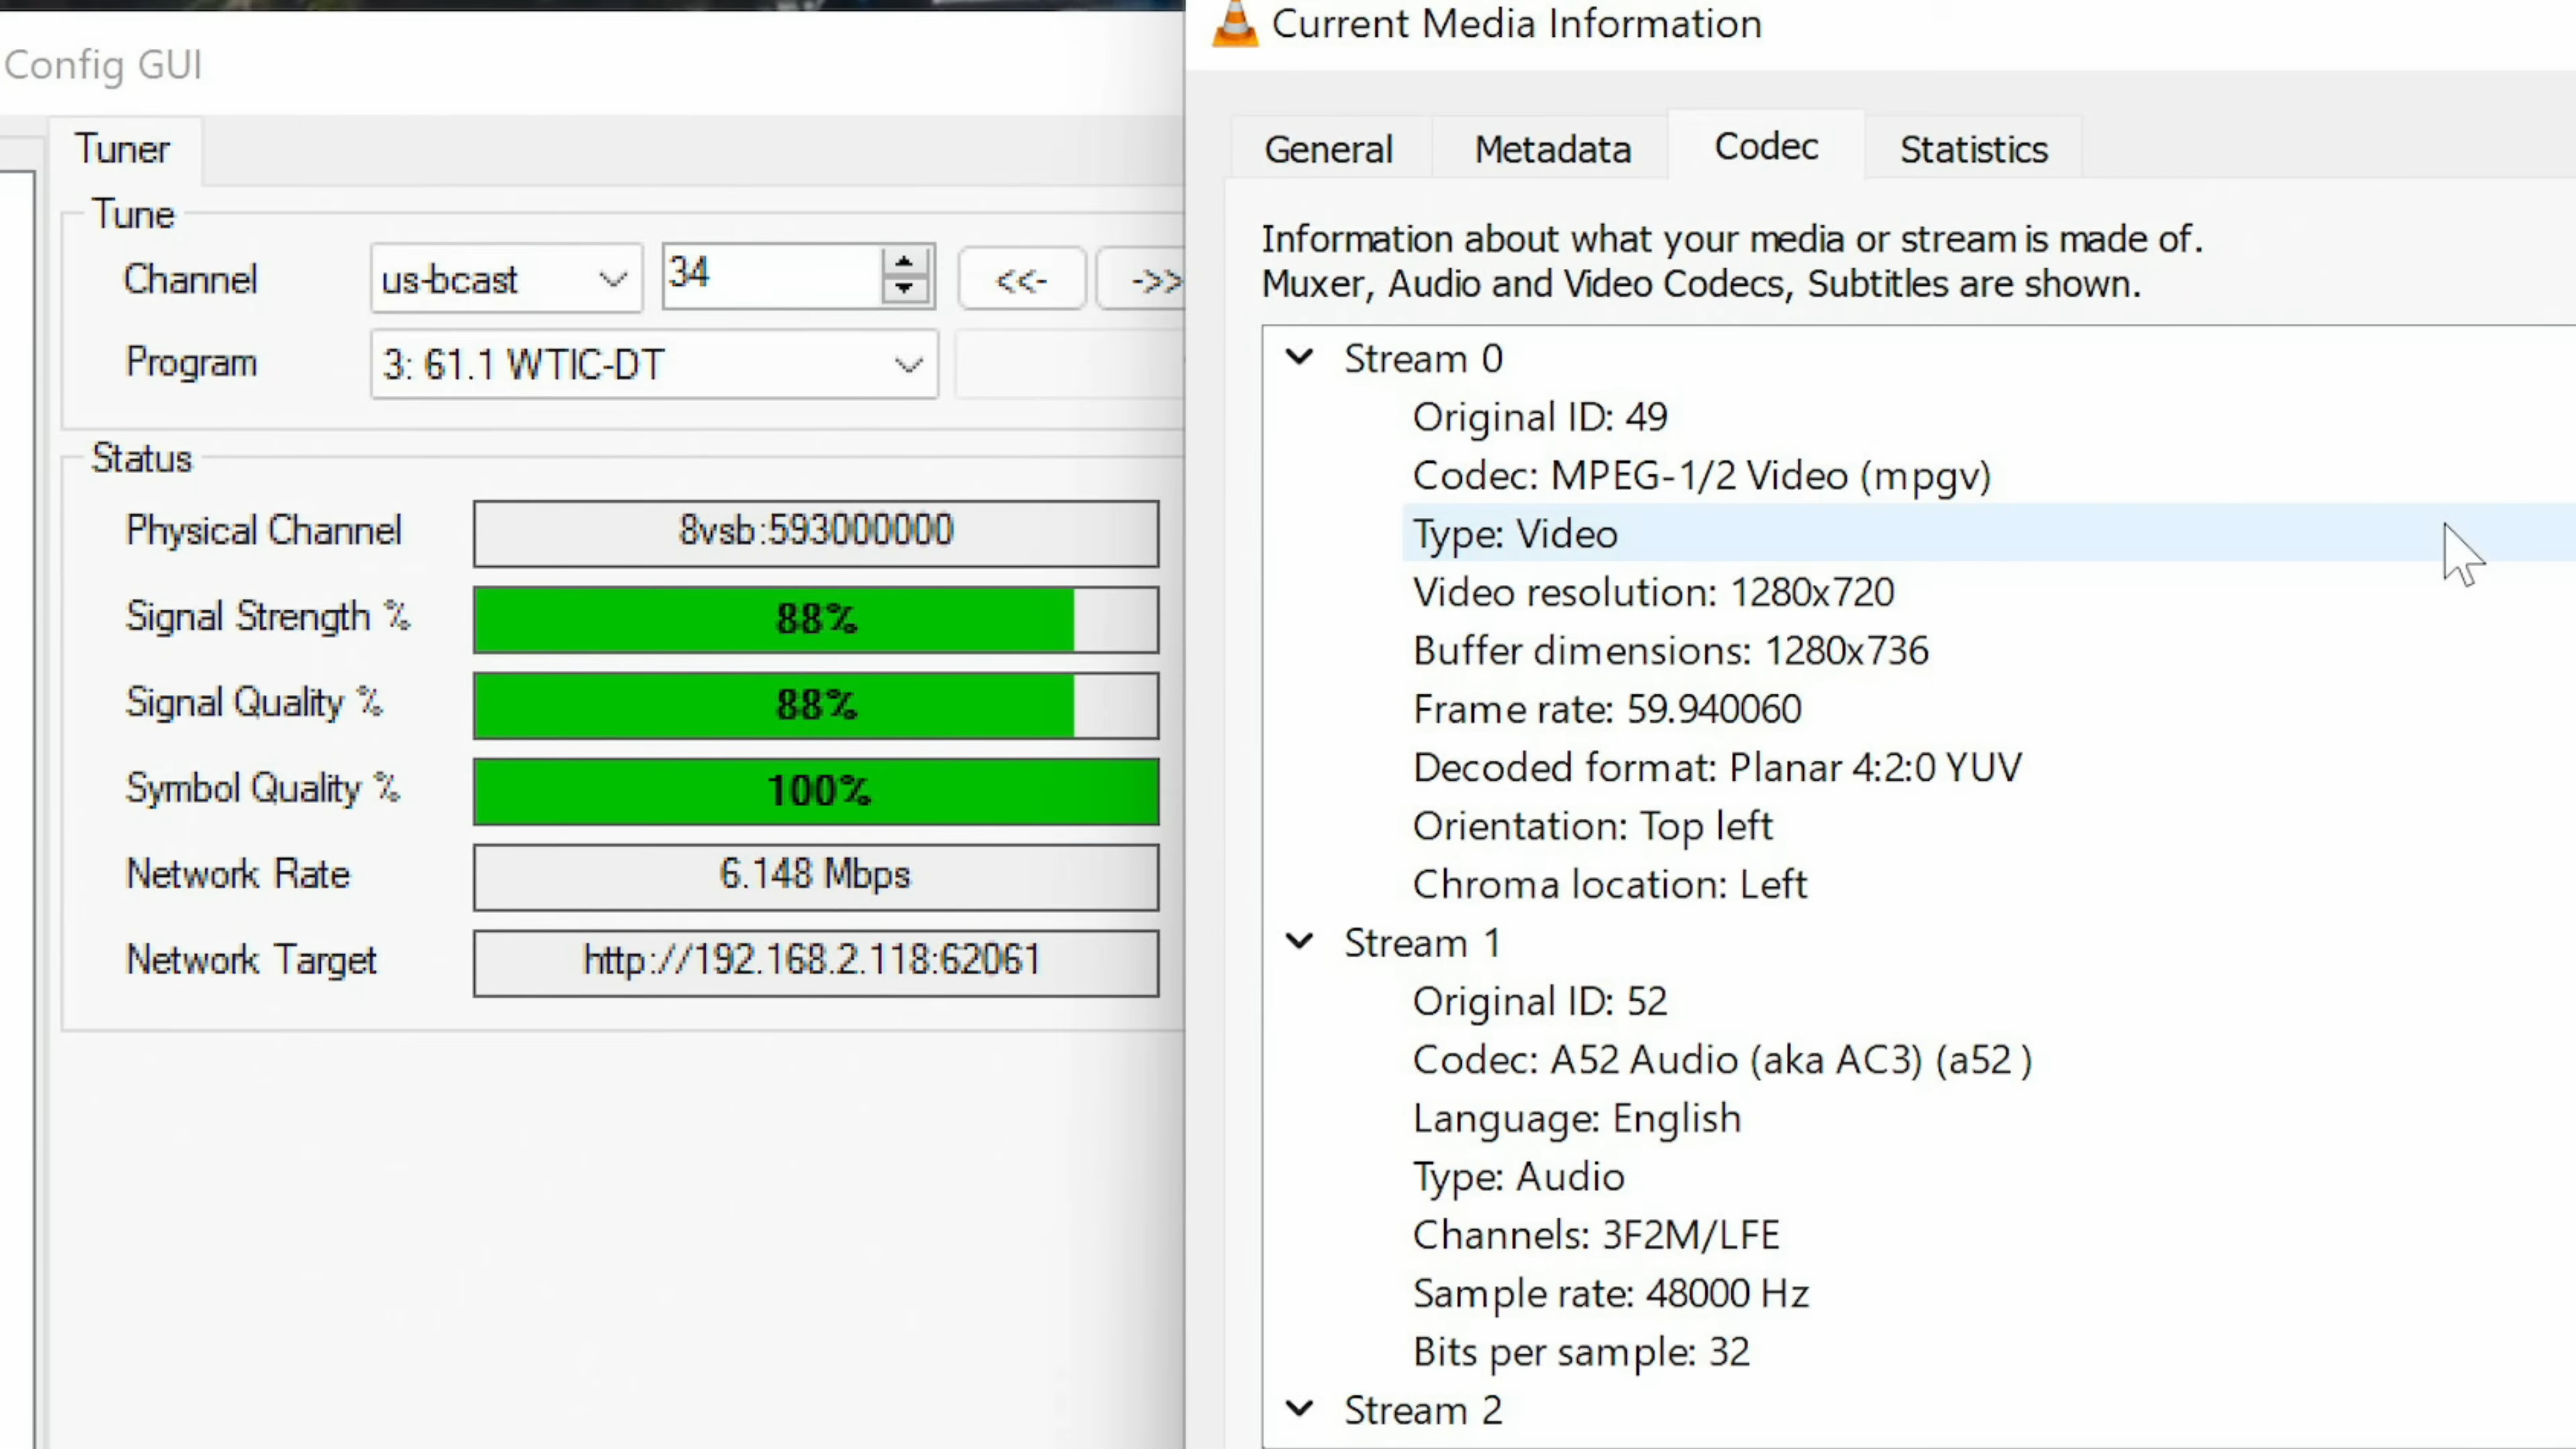 Config GUI
Tuner
Tune
Channel us-bcast 34 <<- ->>
Program 3: 61.1 WTIC-DT
Status
Physical Channel 8vsb:593000000
Signal Strength % 88%
Signal Quality % 88%
Symbol Quality % 100%
Network Rate 6.148 Mbps
Network Target http://192.168.2.118:62061
Current Media Information
General Metadata Codec Statistics
Information about what your media or stream is made of.
Muxer, Audio and Video Codecs, Subtitles are shown.
Stream 0
Original ID: 49
Codec: MPEG-1/2 Video (mpgv)
Type: Video
Video resolution: 1280x720
Buffer dimensions: 1280x736
Frame rate: 59.940060
Decoded format: Planar 4:2:0 YUV
Orientation: Top left
Chroma location: Left
Stream 1
Original ID: 52
Codec: A52 Audio (aka AC3) (a52 )
Language: English
Type: Audio
Channels: 3F2M/LFE
Sample rate: 48000 Hz
Bits per sample: 32
Stream 2